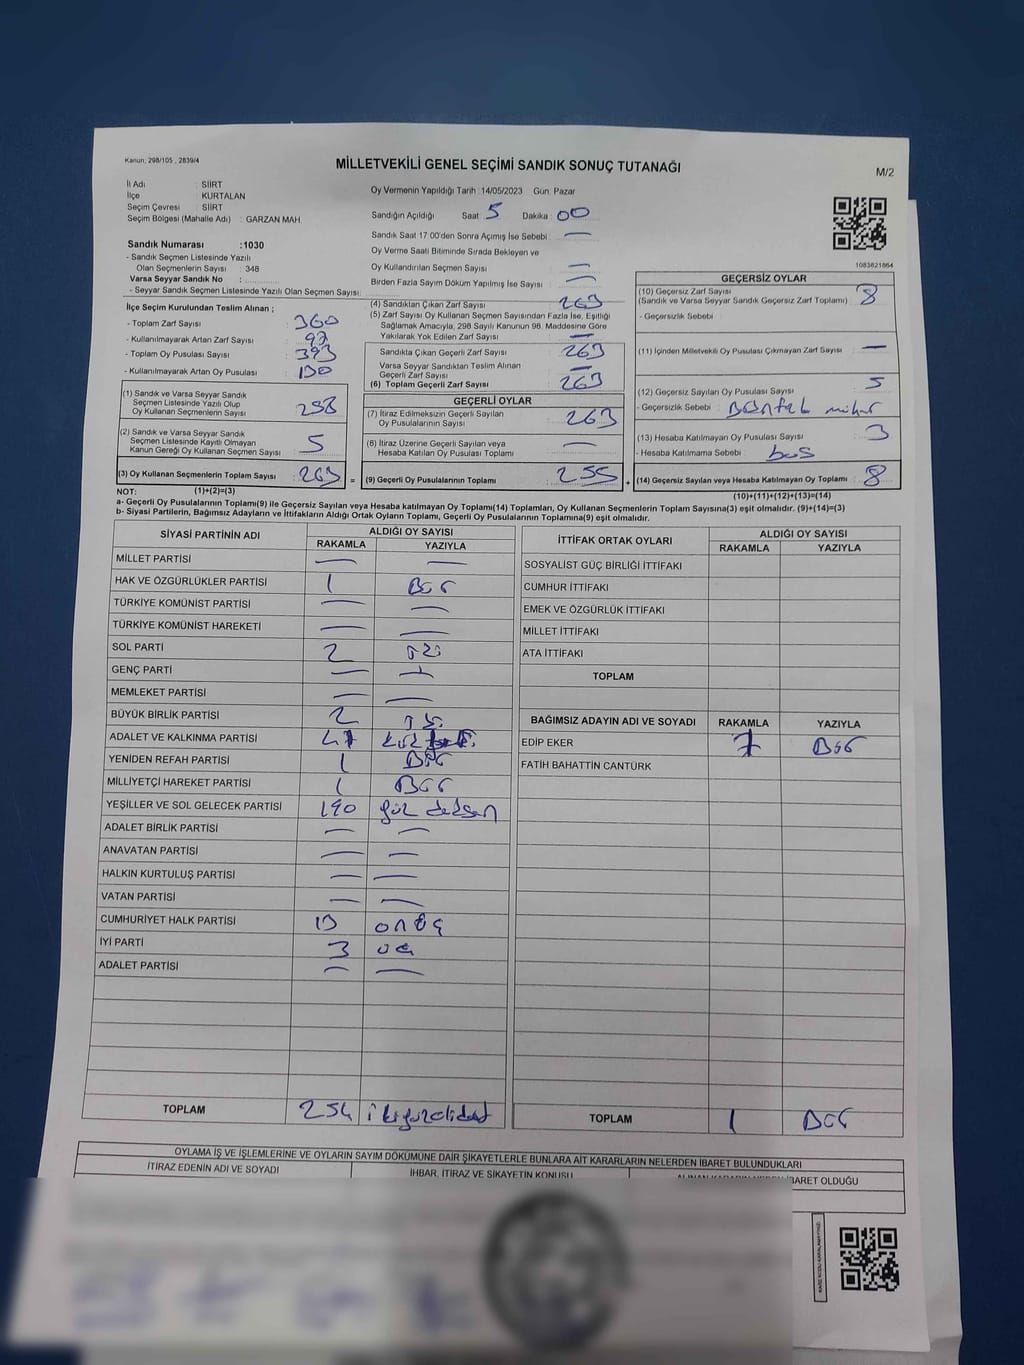 Kanun: 298/105 , 2839/4
MİLLETVEKİLİ GENEL SEÇİMİ SANDIK SONUÇ TUTANAĞI
M/2
İl Adı : SİİRT
İlçe : KURTALAN
Seçim Çevresi : SİİRT
Seçim Bölgesi (Mahalle Adı) : GARZAN MAH.
Oy Vermenin Yapıldığı Tarih :14/05/2023 Gün: Pazar
Sandığın Açıldığı Saat : 5 Dakika : 00
Sandık Saat 17:00'den Sonra Açımış İse Sebebi : —
Oy Verme Saati Bitiminde Sırada Bekleyen ve
Oy Kullandırılan Seçmen Sayısı : —
Birden Fazla Sayım Döküm Yapılmış İse Sayısı : —
1083621864
Sandık Numarası :1030
- Sandık Seçmen Listesinde Yazılı
Olan Seçmenlerin Sayısı : 348
Varsa Seyyar Sandık No :
- Seyyar Sandık Seçmen Listesinde Yazılı Olan Seçmen Sayısı:
İlçe Seçim Kurulundan Teslim Alınan ;
- Toplam Zarf Sayısı : 360
- Kullanılmayarak Artan Zarf Sayısı : 97
- Toplam Oy Pusulası Sayısı : 393
- Kullanılmayarak Artan Oy Pusulası : 130
(1) Sandık ve Varsa Seyyar Sandık
Seçmen Listesinde Yazılı Olup
Oy Kullanan Seçmenlerin Sayısı : 258
(2) Sandık ve Varsa Seyyar Sandık
Seçmen Listesinde Kayıtlı Olmayan
Kanun Gereği Oy Kullanan Seçmen Sayısı : 5
(3) Oy Kullanan Seçmenlerin Toplam Sayısı : 263
(1)+(2)=(3)
(4) Sandıktan Çıkan Zarf Sayısı : 263
(5) Zarf Sayısı Oy Kullanan Seçmen Sayısından Fazla İse, Eşitliği
Sağlamak Amacıyla, 298 Sayılı Kanunun 98. Maddesine Göre
Yakılarak Yok Edilen Zarf Sayısı : —
Sandıkta Çıkan Geçerli Zarf Sayısı : 263
Varsa Seyyar Sandıktan Teslim Alınan
Geçerli Zarf Sayısı : —
(6) Toplam Geçerli Zarf Sayısı : 263
GEÇERLİ OYLAR
(7) İtiraz Edilmeksizin Geçerli Sayılan
Oy Pusulalarının Sayısı : 263
(8) İtiraz Üzerine Geçerli Sayılan veya
Hesaba Katılan Oy Pusulası Toplamı : —
= (9) Geçerli Oy Pusulalarının Toplamı : 255 +
GEÇERSİZ OYLAR
(10) Geçersiz Zarf Sayısı
(Sandık ve Varsa Seyyar Sandık Geçersiz Zarf Toplamı) : 8
- Geçersizlik Sebebi :
(11) İçinden Milletvekili Oy Pusulası Çıkmayan Zarf Sayısı : —
(12) Geçersiz Sayılan Oy Pusulası Sayısı : 5
- Geçersizlik Sebebi :
(13) Hesaba Katılmayan Oy Pusulası Sayısı : 3
- Hesaba Katılmama Sebebi : boş
(14) Geçersiz Sayılan veya Hesaba Katılmayan Oy Toplamı : 8
(10)+(11)+(12)+(13)=(14)
NOT:
a- Geçerli Oy Pusulalarının Toplamı(9) ile Geçersiz Sayılan veya Hesaba katılmayan Oy Toplamı(14) Toplamları, Oy Kullanan Seçmenlerin Toplam Sayısına(3) eşit olmalıdır. (9)+(14)=(3)
b- Siyasi Partilerin, Bağımsız Adayların ve İttifakların Aldığı Ortak Oyların Toplamı, Geçerli Oy Pusulalarının Toplamına(9) eşit olmalıdır.
SİYASİ PARTİNİN ADI ALDIĞI OY SAYISI
RAKAMLA YAZIYLA
MİLLET PARTİSİ — —
HAK VE ÖZGÜRLÜKLER PARTİSİ 1 Bir
TÜRKİYE KOMÜNİST PARTİSİ — —
TÜRKİYE KOMÜNİST HAREKETİ — —
SOL PARTİ 2
GENÇ PARTİ — —
MEMLEKET PARTİSİ — —
BÜYÜK BİRLİK PARTİSİ 2
ADALET VE KALKINMA PARTİSİ 41
YENİDEN REFAH PARTİSİ 1 Bir
MİLLİYETÇİ HAREKET PARTİSİ 1 Bir
YEŞİLLER VE SOL GELECEK PARTİSİ 190
ADALET BİRLİK PARTİSİ — —
ANAVATAN PARTİSİ — —
HALKIN KURTULUŞ PARTİSİ — —
VATAN PARTİSİ — —
CUMHURİYET HALK PARTİSİ 13 onüç
İYİ PARTİ 3 üç
ADALET PARTİSİ — —
TOPLAM 254
İTTİFAK ORTAK OYLARI ALDIĞI OY SAYISI
RAKAMLA YAZIYLA
SOSYALİST GÜÇ BİRLİĞİ İTTİFAKI
CUMHUR İTTİFAKI
EMEK VE ÖZGÜRLÜK İTTİFAKI
MİLLET İTTİFAKI
ATA İTTİFAKI
TOPLAM
BAĞIMSIZ ADAYIN ADI VE SOYADI RAKAMLA YAZIYLA
EDİP EKER 1 Bir
FATİH BAHATTİN CANTÜRK
TOPLAM 1 Bir
OYLAMA İŞ VE İŞLEMLERİNE VE OYLARIN SAYIM DÖKÜMÜNE DAİR ŞİKAYETLERLE BUNLARA AİT KARARLARIN NELERDEN İBARET BULUNDUKLARI
İTİRAZ EDENİN ADI VE SOYADI İHBAR, İTİRAZ VE ŞİKAYETİN KONUSU ALINAN KARARIN NEDEN İBARET OLDUĞU